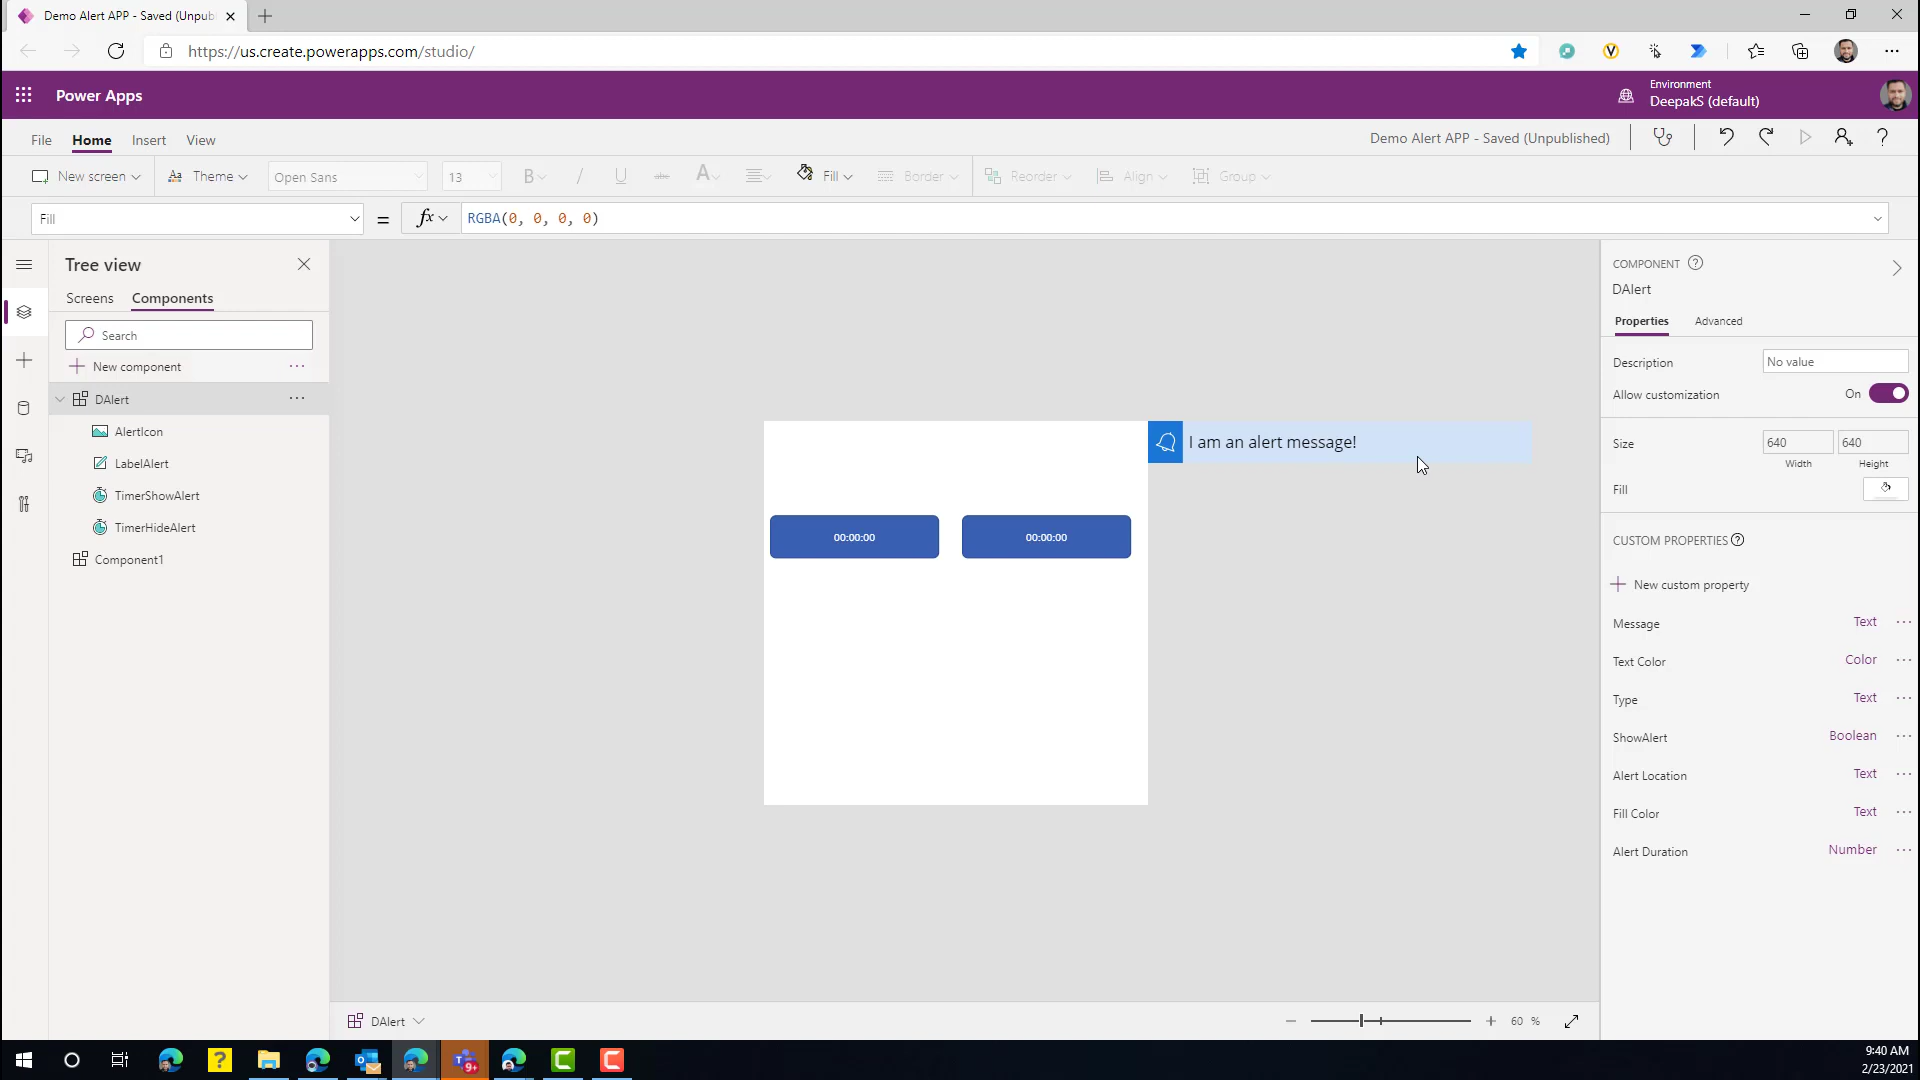 Demo Alert APP - Saved (Unpub
https://us.create.powerapps.com/studio/
Power Apps
Environment
DeepakS (default)
File Home Insert View
Demo Alert APP - Saved (Unpublished)
New screen Theme Open Sans 13 B / U abc A Fill Border Reorder Align Group
Fill = fx RGBA(0, 0, 0, 0)
Tree view
Screens Components
Search
New component
DAlert
AlertIcon
LabelAlert
TimerShowAlert
TimerHideAlert
Component1
I am an alert message!
00:00:00 00:00:00
DAlert
60 %
COMPONENT
DAlert
Properties Advanced
Description No value
Allow customization On
Size 640 640
Width Height
Fill
CUSTOM PROPERTIES
New custom property
Message Text
Text Color Color
Type Text
ShowAlert Boolean
Alert Location Text
Fill Color Text
Alert Duration Number
9+
9:40 AM
2/23/2021